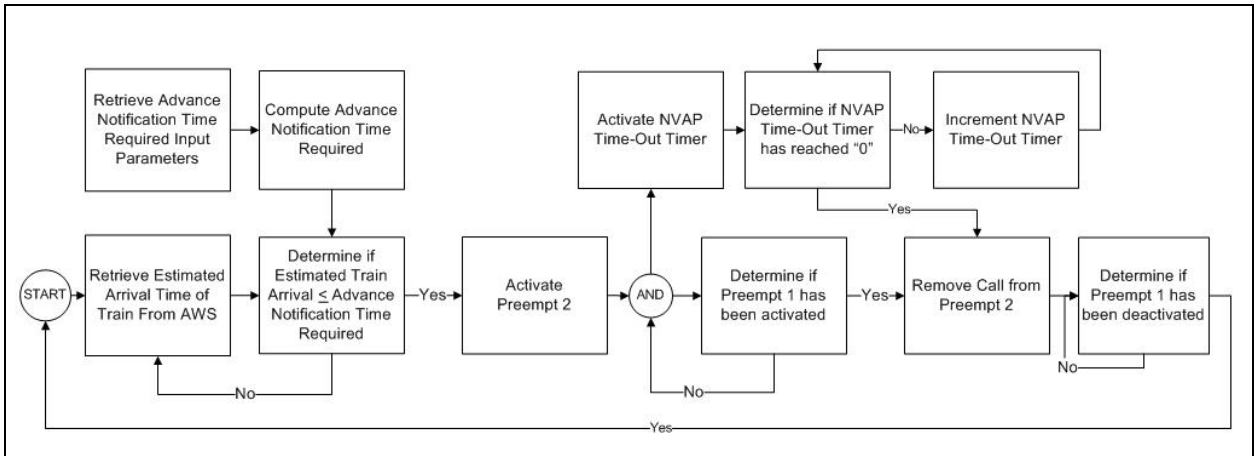 Retrieve Advance
Notification Time
Required Input
Parameters
Compute Advance
Notification Time
Required
Activate NVAP
Time-Out Timer
Determine if NVAP
Time-Out Timer
has reached “0”
No
Increment NVAP
Time-Out Timer
Yes
START
Retrieve Estimated
Arrival Time of
Train From AWS
Determine if
Estimated Train
Arrival ≤ Advance
Notification Time
Required
Yes
Activate
Preempt 2
AND
Determine if
Preempt 1 has
been activated
Yes
Remove Call from
Preempt 2
Determine if
Preempt 1 has
been deactivated
No
No
No
Yes